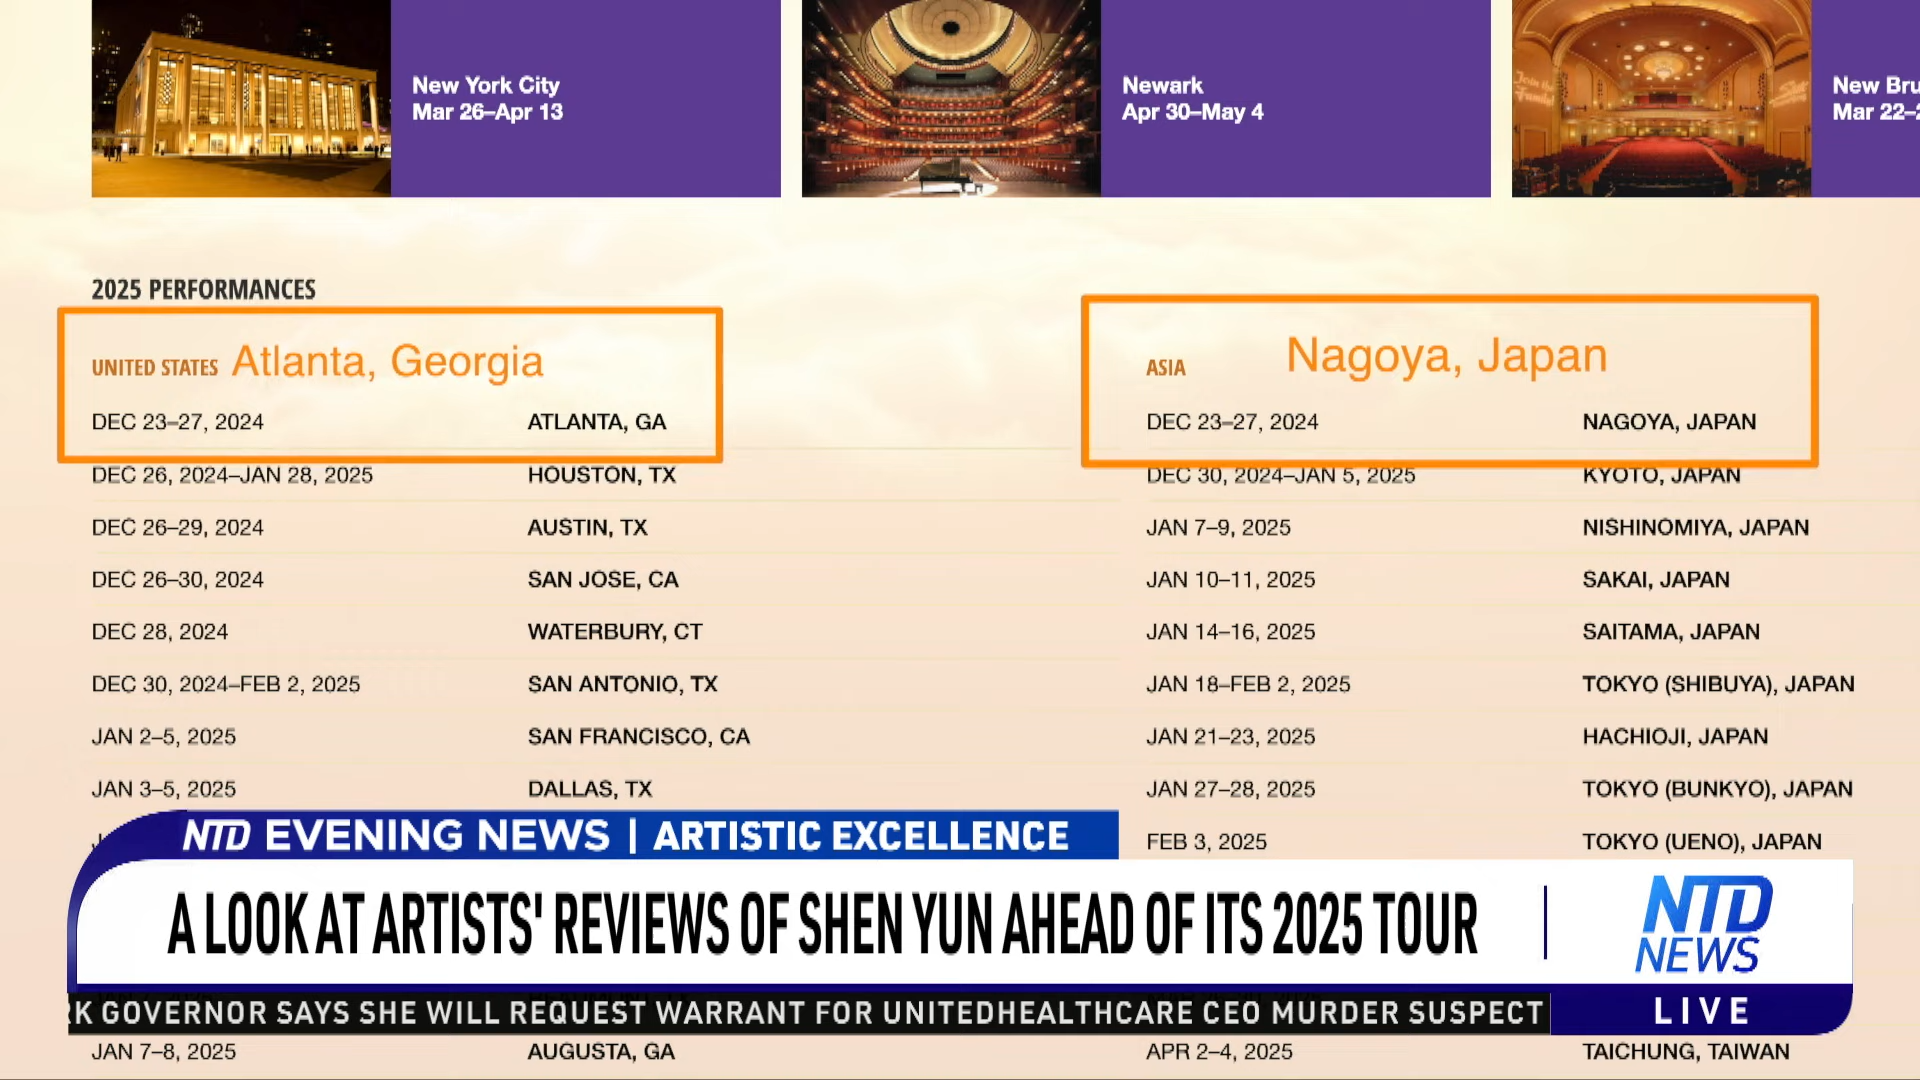 New York City
Mar 26–Apr 13
Newark
Apr 30–May 4
New Bru
Mar 22–2
2025 PERFORMANCES
UNITED STATES Atlanta, Georgia
DEC 23–27, 2024 ATLANTA, GA
DEC 26, 2024–JAN 28, 2025 HOUSTON, TX
DEC 26–29, 2024 AUSTIN, TX
DEC 26–30, 2024 SAN JOSE, CA
DEC 28, 2024 WATERBURY, CT
DEC 30, 2024–FEB 2, 2025 SAN ANTONIO, TX
JAN 2–5, 2025 SAN FRANCISCO, CA
JAN 3–5, 2025 DALLAS, TX
ASIA Nagoya, Japan
DEC 23–27, 2024 NAGOYA, JAPAN
DEC 30, 2024–JAN 5, 2025 KYOTO, JAPAN
JAN 7–9, 2025 NISHINOMIYA, JAPAN
JAN 10–11, 2025 SAKAI, JAPAN
JAN 14–16, 2025 SAITAMA, JAPAN
JAN 18–FEB 2, 2025 TOKYO (SHIBUYA), JAPAN
JAN 21–23, 2025 HACHIOJI, JAPAN
JAN 27–28, 2025 TOKYO (BUNKYO), JAPAN
FEB 3, 2025 TOKYO (UENO), JAPAN
NTD EVENING NEWS | ARTISTIC EXCELLENCE
A LOOK AT ARTISTS' REVIEWS OF SHEN YUN AHEAD OF ITS 2025 TOUR
NTD
NEWS
RK GOVERNOR SAYS SHE WILL REQUEST WARRANT FOR UNITEDHEALTHCARE CEO MURDER SUSPECT
LIVE
JAN 7–8, 2025 AUGUSTA, GA
APR 2–4, 2025 TAICHUNG, TAIWAN